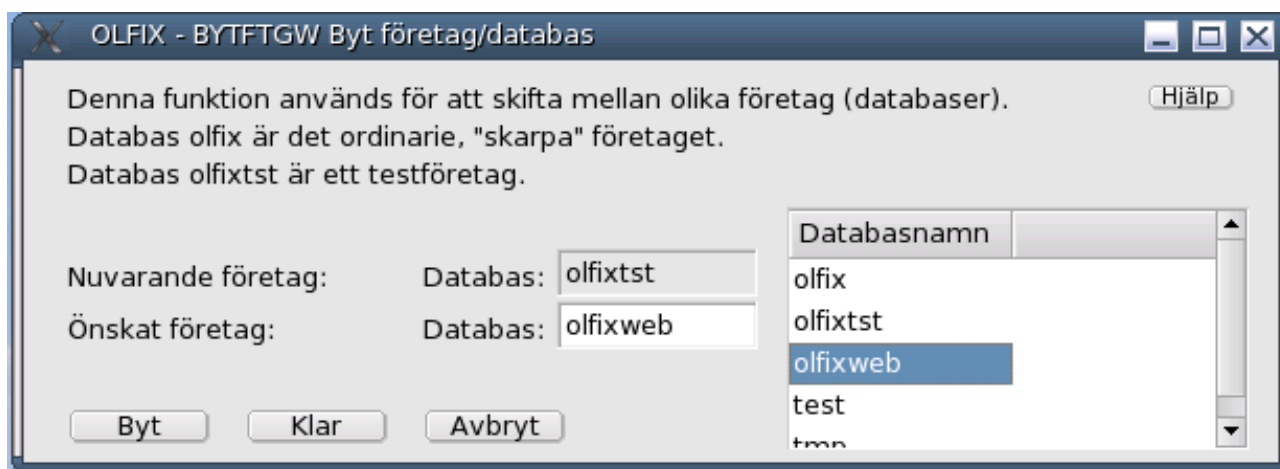 OLFIX - BYTFTGW Byt företag/databas
Denna funktion används för att skifta mellan olika företag (databaser).
Hjälp
Databas olfix är det ordinarie, "skarpa" företaget.
Databas olfixtst är ett testföretag.
Databasnamn
Nuvarande företag: Databas: olfixtst
Önskat företag: Databas: olfixweb
olfix
olfixtst
olfixweb
test
tmp
Byt Klar Avbryt